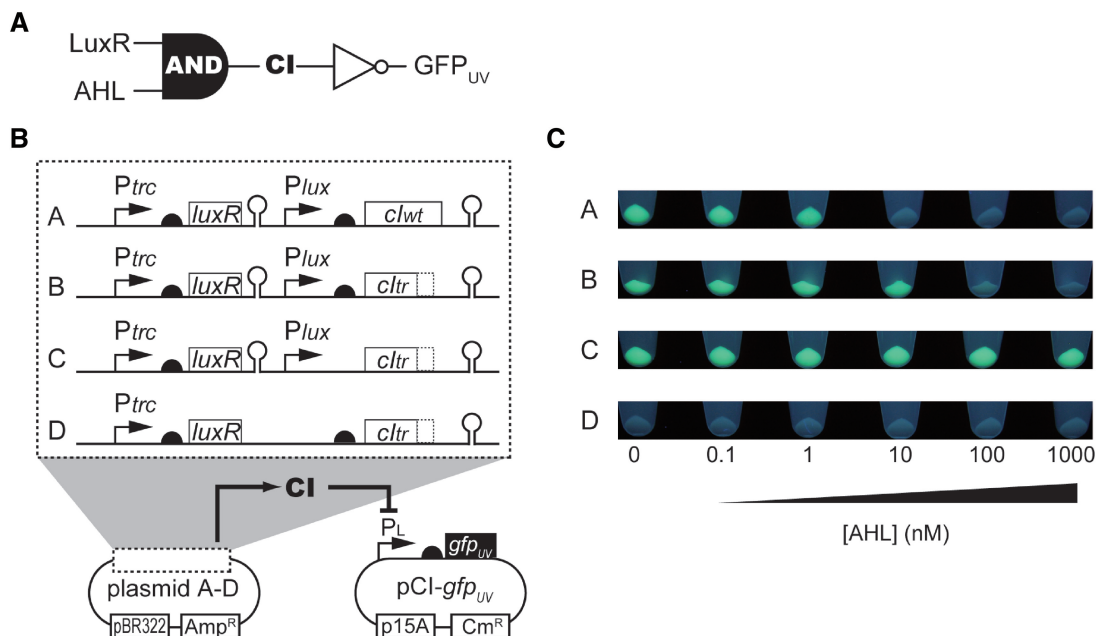 A
LuxR
AHL
AND
CI
GFPUV
B
A Ptrc luxR Plux cIwt
B Ptrc luxR Plux cItr
C Ptrc luxR Plux cItr
D Ptrc luxR cItr
CI
PL
gfpUV
plasmid A-D
pBR322 AmpR
pCI-gfpUV
p15A CmR
C
A
B
C
D
0 0.1 1 10 100 1000
[AHL] (nM)